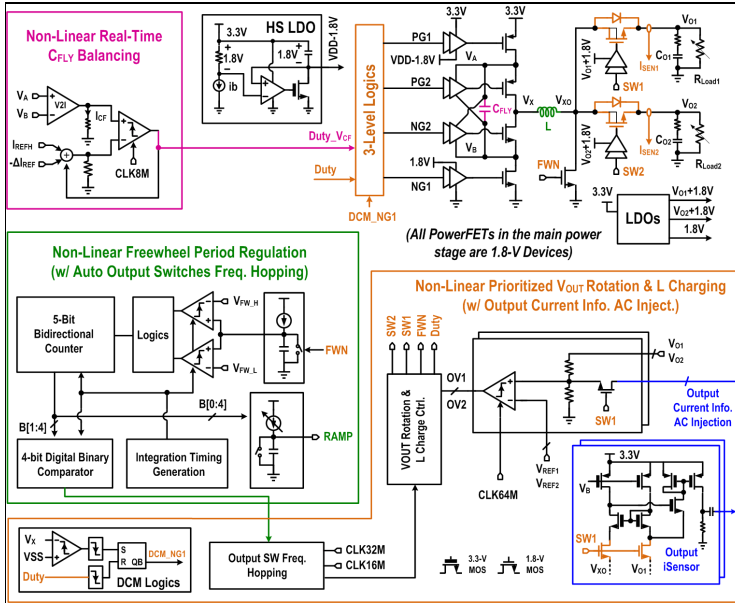 Non-Linear Real-Time
CFLY Balancing
VA
VB
V2I
ICF
IREFH
-ΔIREF
CLK8M
3.3V
HS LDO
1.8V
1.8V
ib
VDD-1.8V
Duty_VCF
Duty
3-Level Logics
DCM_NG1
PG1
PG2
NG2
NG1
VDD-1.8V
1.8V
3.3V
VA
CFLY
VB
VX
L
VXO
FWN
VO1+1.8V
SW1
ISEN1
VO1
CO1
RLoad1
VO2+1.8V
SW2
ISEN2
VO2
CO2
RLoad2
3.3V
LDOs
VO1+1.8V
VO2+1.8V
1.8V
(All PowerFETs in the main power
stage are 1.8-V Devices)
Non-Linear Freewheel Period Regulation
(w/ Auto Output Switches Freq. Hopping)
5-Bit
Bidirectional
Counter
Logics
VFW_H
VFW_L
FWN
B[1:4]
B[0:4]
RAMP
4-bit Digital Binary
Comparator
Integration Timing
Generation
Non-Linear Prioritized VOUT Rotation & L Charging
(w/ Output Current Info. AC Inject.)
SW2
SW1
FWN
Duty
VOUT Rotation &
L Charge Ctrl.
OV1
OV2
CLK64M
VREF1
VREF2
VO1
VO2
SW1
Output
Current Info.
AC Injection
3.3V
VB
SW1
VXO
VO1
Output
iSensor
VX
VSS
Duty
S
R
QB
DCM_NG1
DCM Logics
Output SW Freq.
Hopping
CLK32M
CLK16M
3.3-V
MOS
1.8-V
MOS